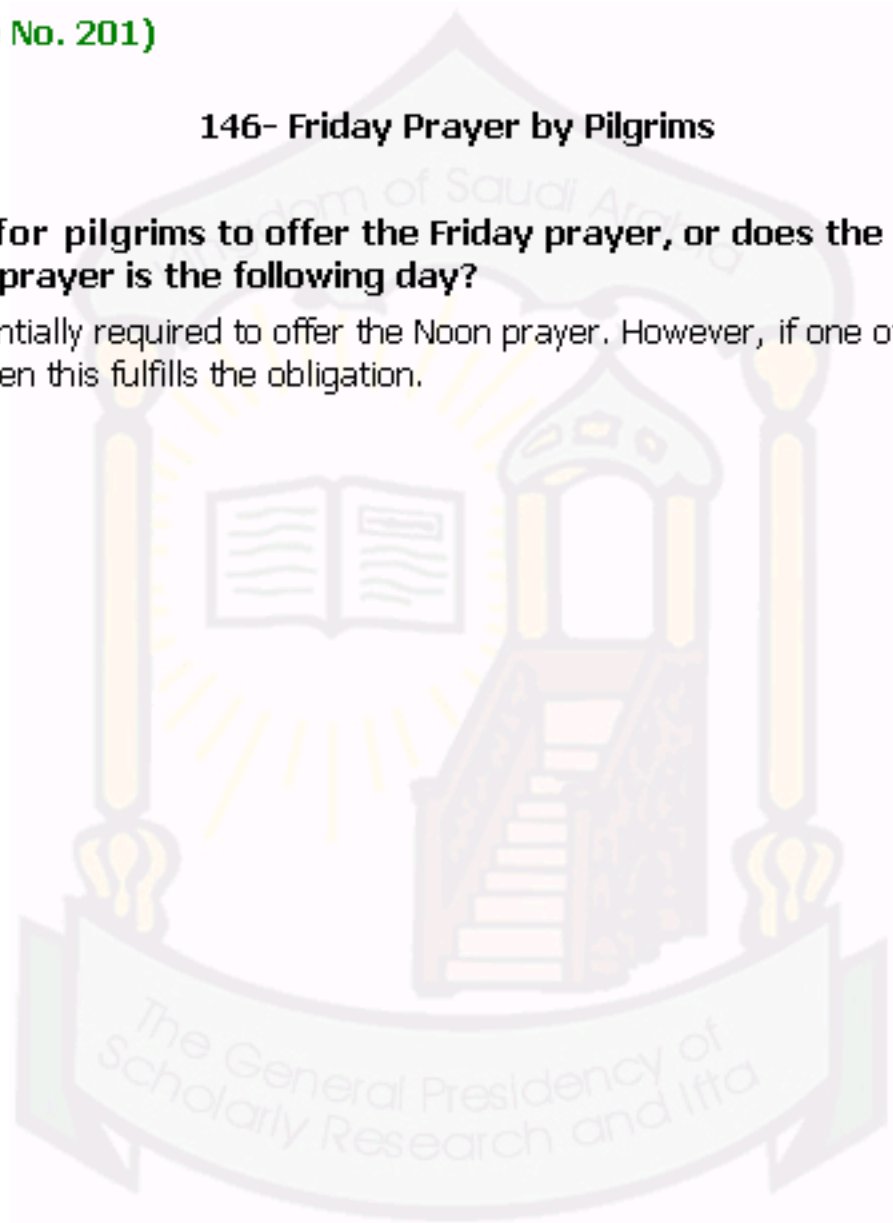 No. 201)
146- Friday Prayer by Pilgrims
for pilgrims to offer the Friday prayer, or does the
prayer is the following day?
ntially required to offer the Noon prayer. However, if one o
en this fulfills the obligation.
Kingdom of Saudi Arabia
The General Presidency of
Scholarly Research and Ifta